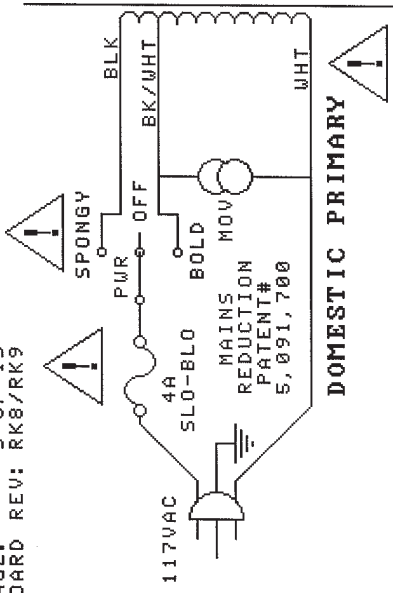 OARD REV: RK8/RK9
BLK
SPONGY
BK/WHT
PWR
OFF
4A
SLO-BLO
BOLD
MOV
117VAC
MAINS
REDUCTION
PATENT#
5,091,700
WHT
DOMESTIC PRIMARY
!
!
!